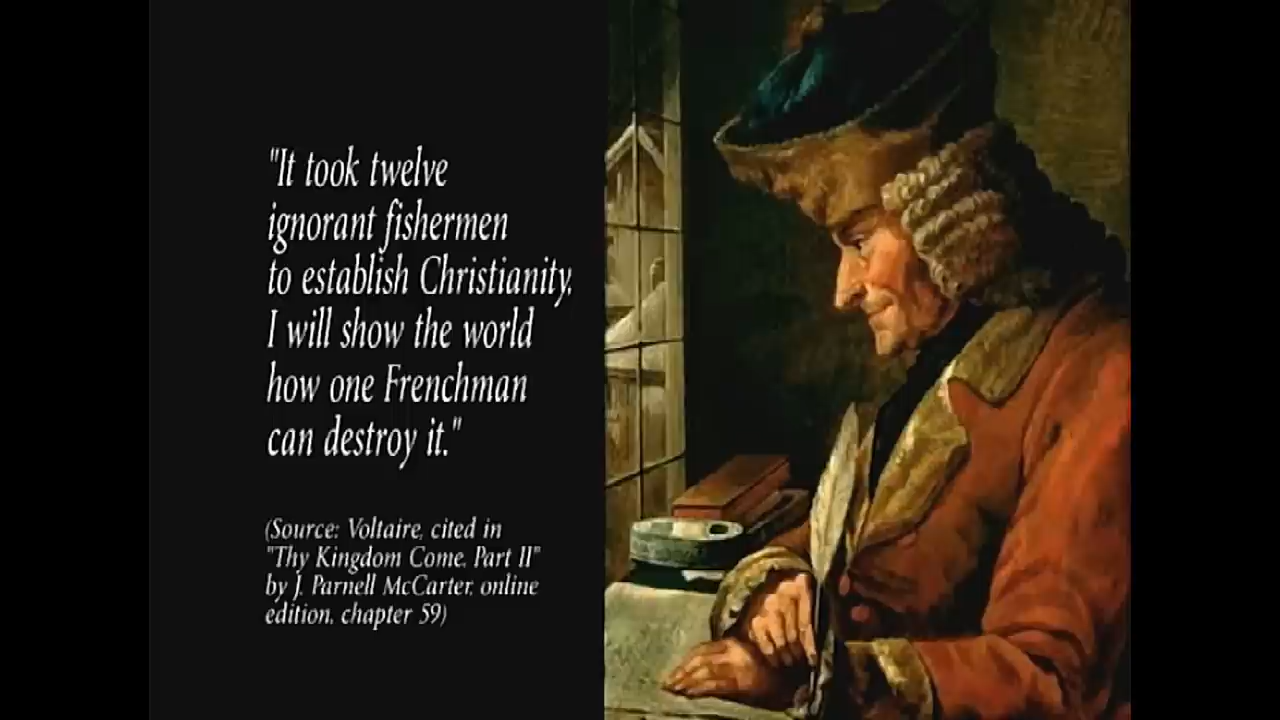 "It took twelve
ignorant fishermen
to establish Christianity,
I will show the world
how one Frenchman
can destroy it."
(Source: Voltaire, cited in
"Thy Kingdom Come, Part II"
by J. Parnell McCarter, online
edition, chapter 59)